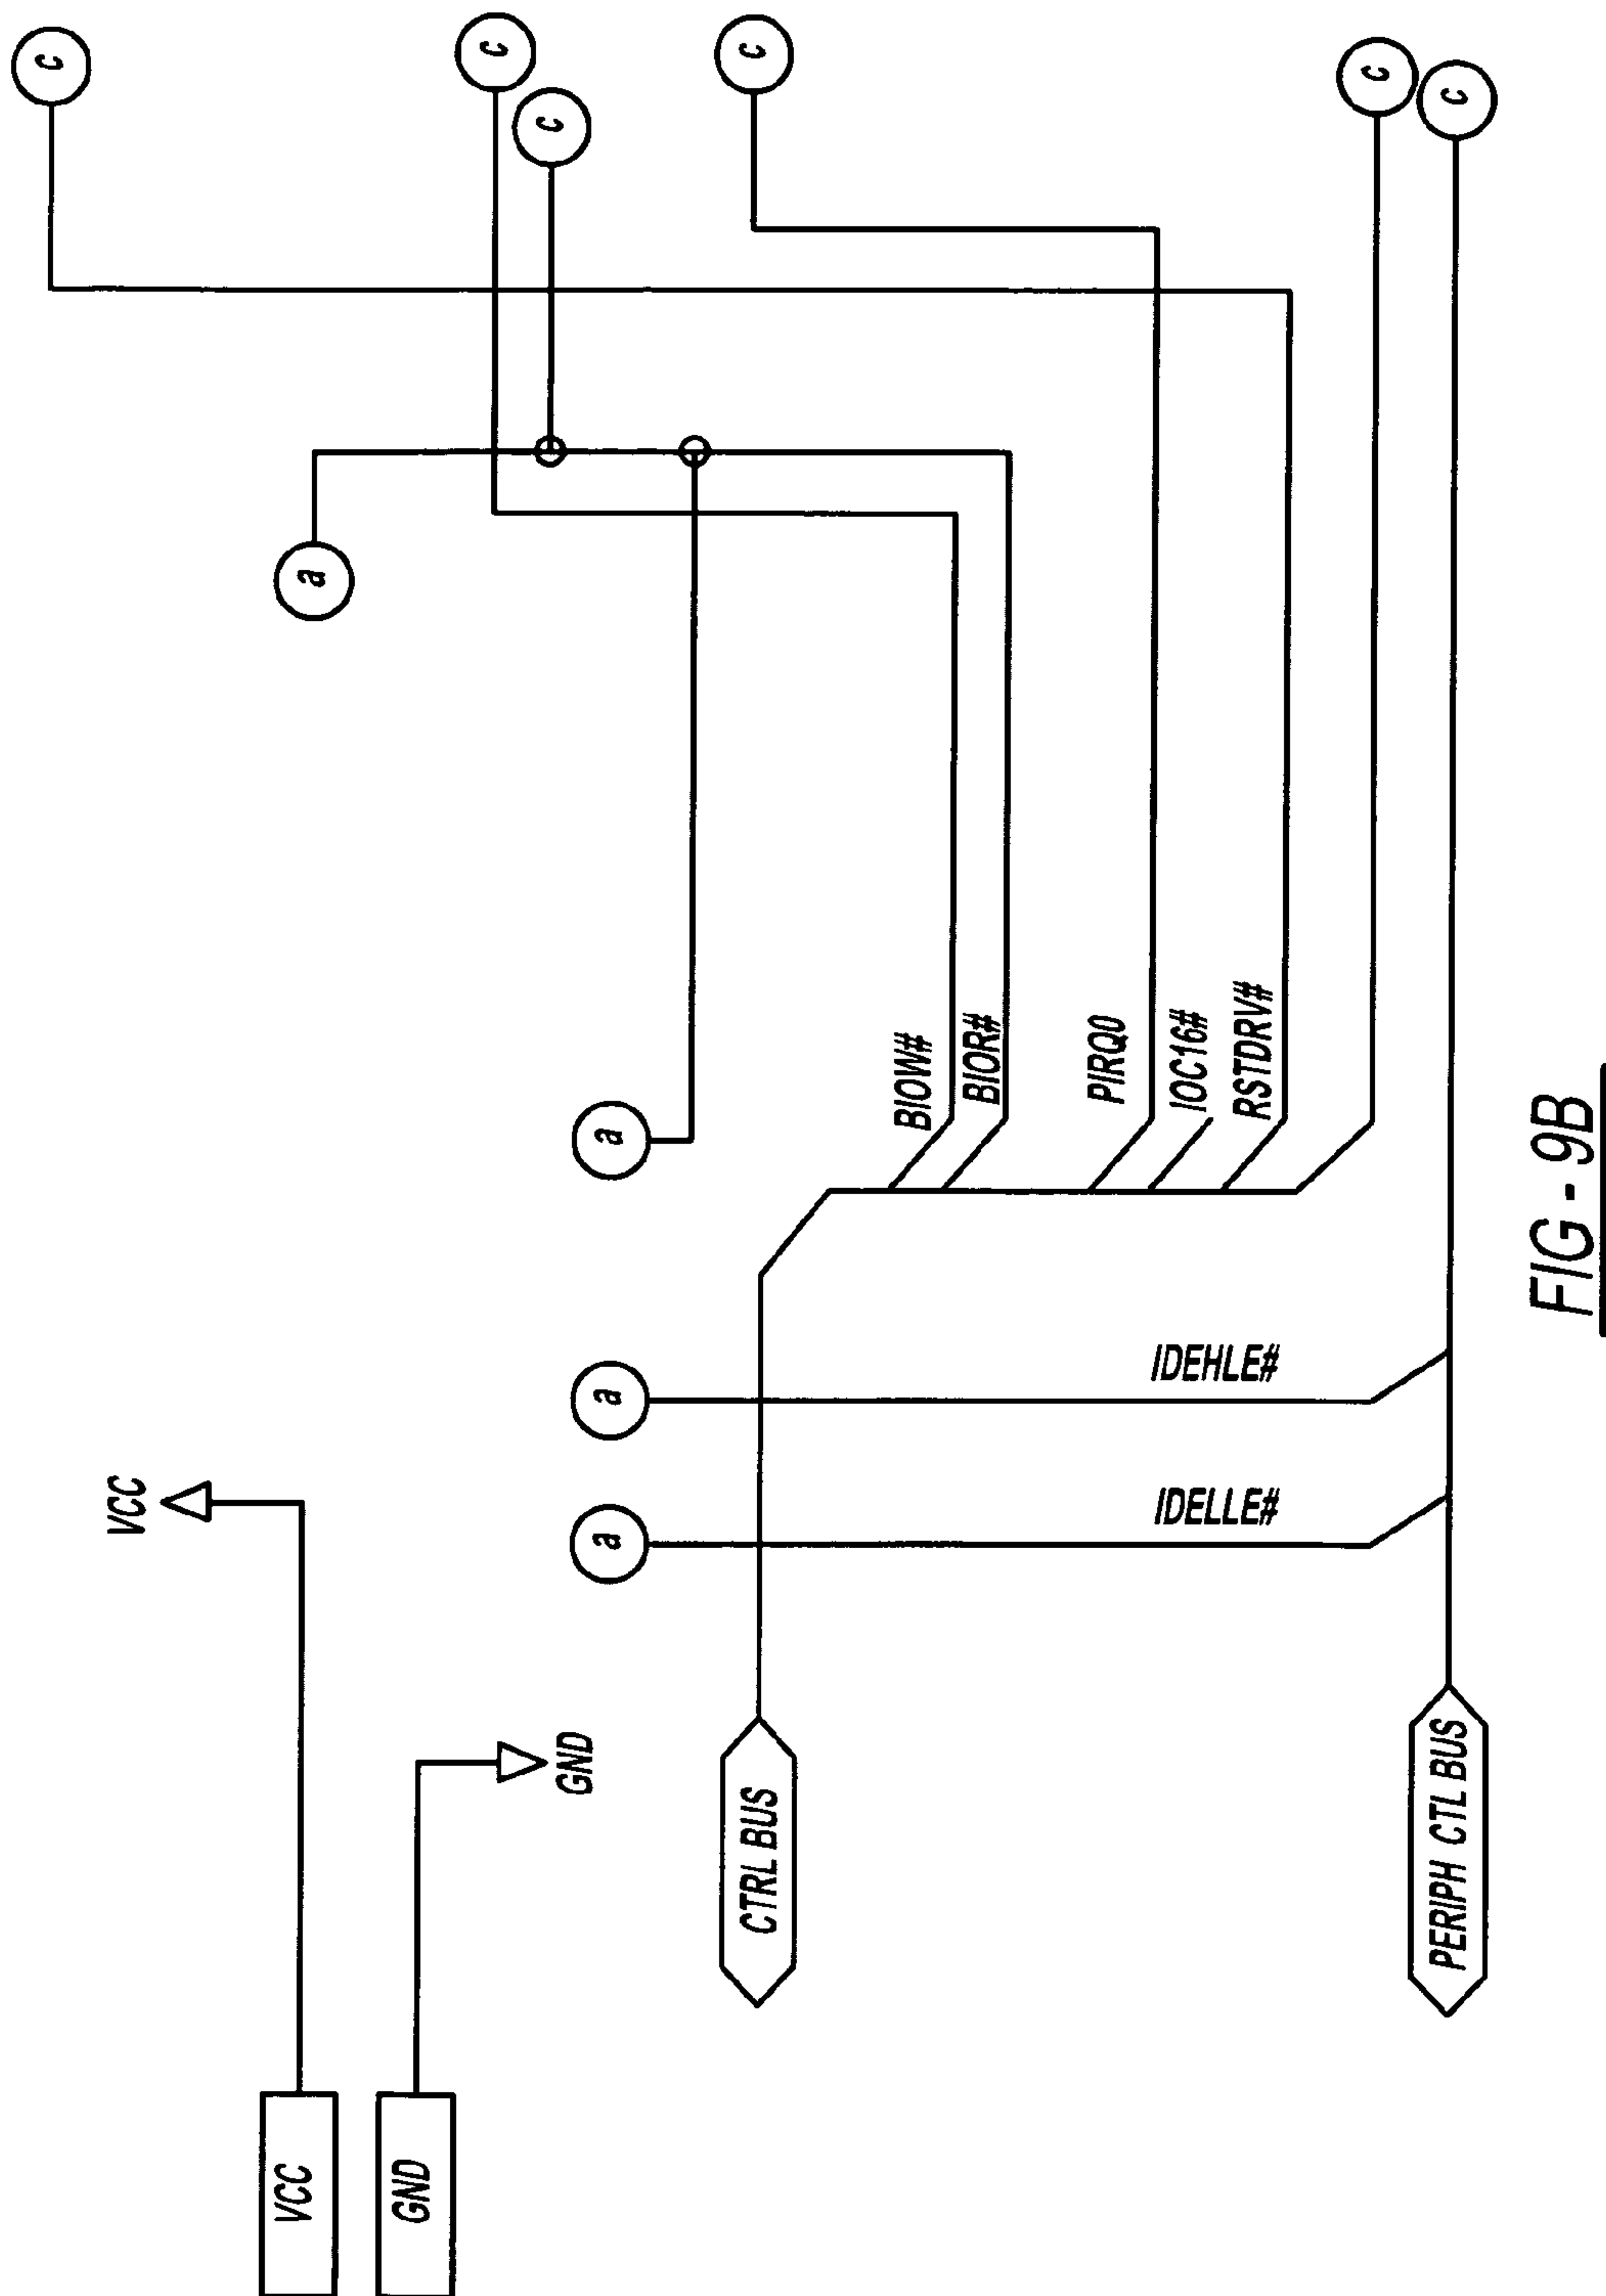 VCC
GND
VCC
GND
CTRL BUS
PERIPH CTL BUS
a
IDELLE#
a
IDEHLE#
a
BIOW#
BIOR#
PIRQ0
IOC16#
RSTDRV#
a
c
c
c
c
c
c
FIG - 9B